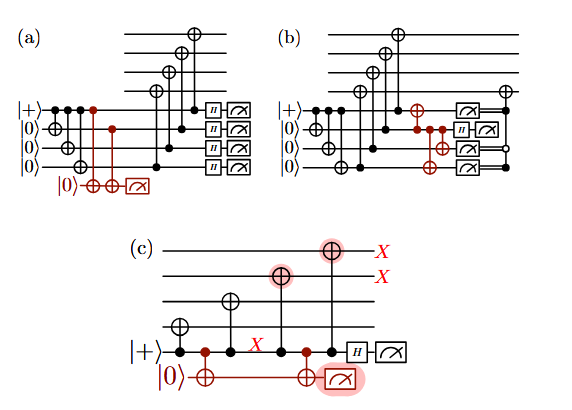 (a)
|+⟩ H
|0⟩ H
|0⟩ H
|0⟩ H
|0⟩
(b)
|+⟩
|0⟩ H
|0⟩
|0⟩
(c)
X
X
|+⟩ X H
|0⟩